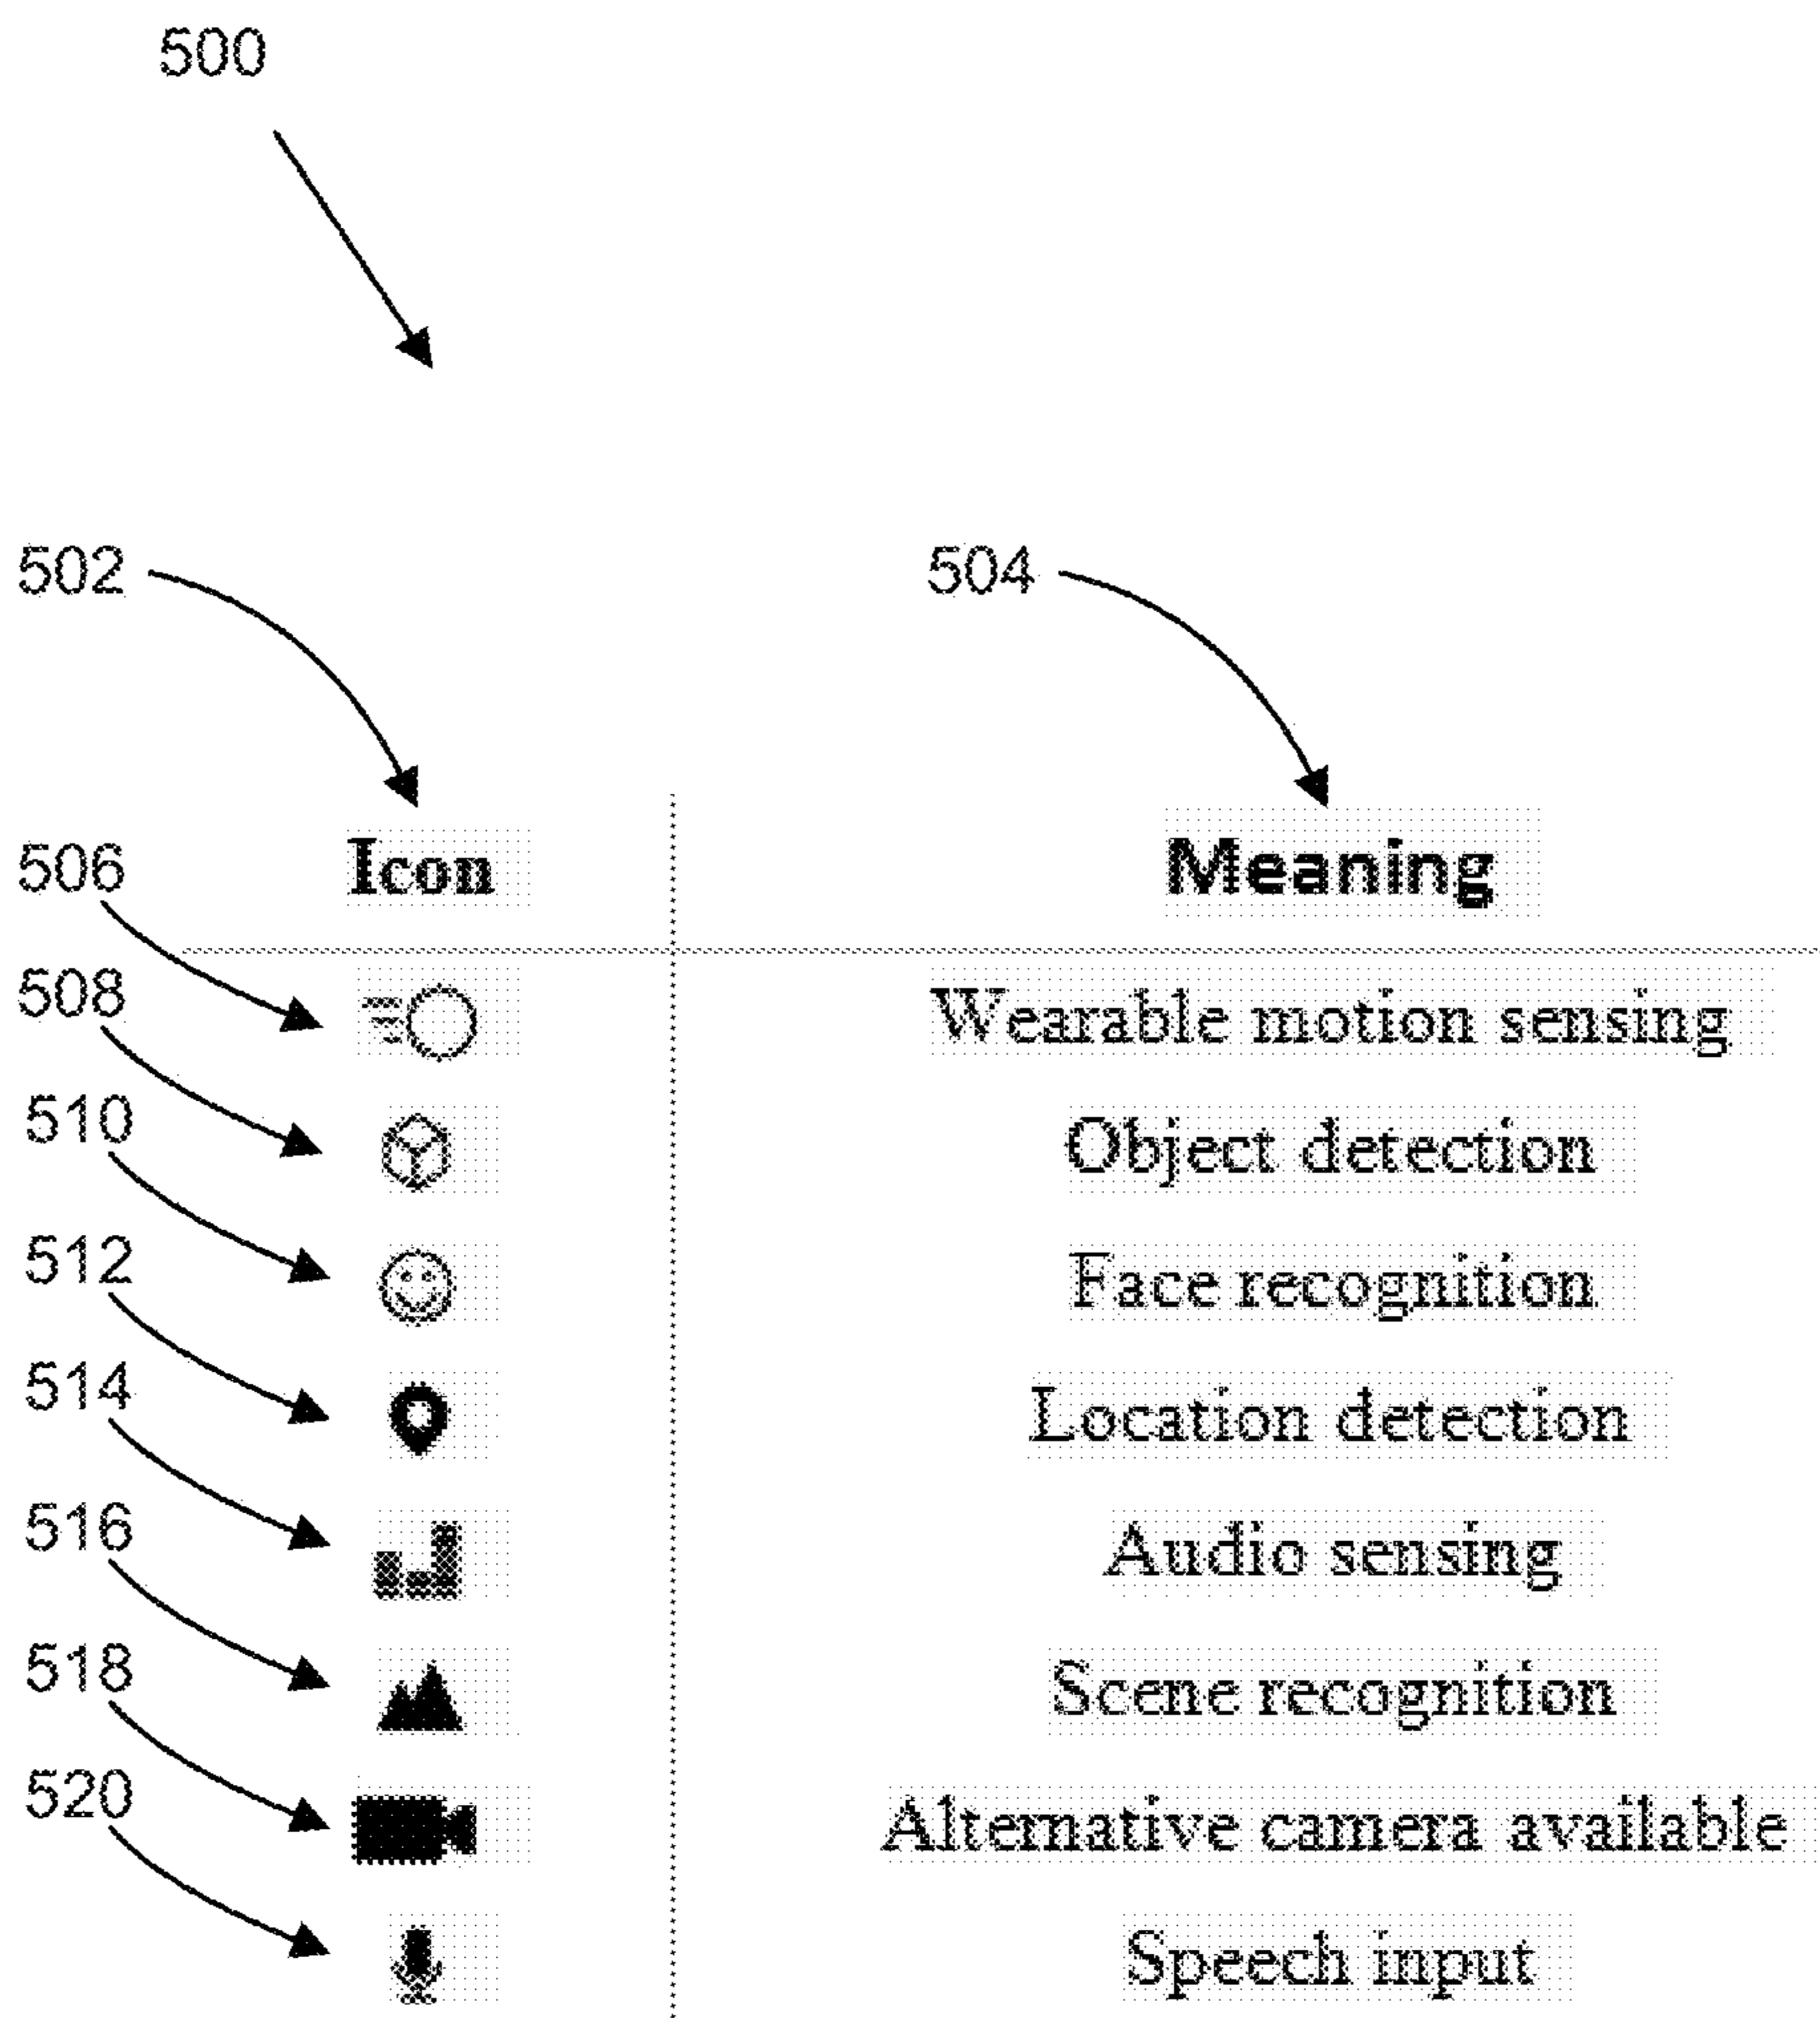 500
502
504
506 Icon Meaning
508 Wearable motion sensing
510 Object detection
512 Face recognition
514 Location detection
516 Audio sensing
518 Scene recognition
520 Alternative camera available
Speech input